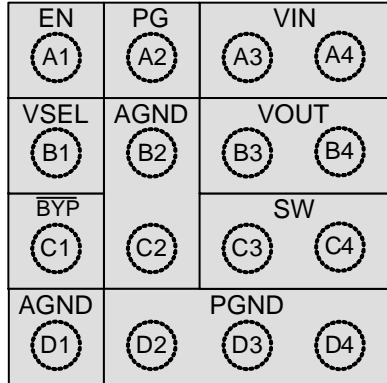 EN PG VIN
A1 A2 A3 A4
VSEL AGND VOUT
B1 B2 B3 B4
BYP SW
C1 C2 C3 C4
AGND PGND
D1 D2 D3 D4